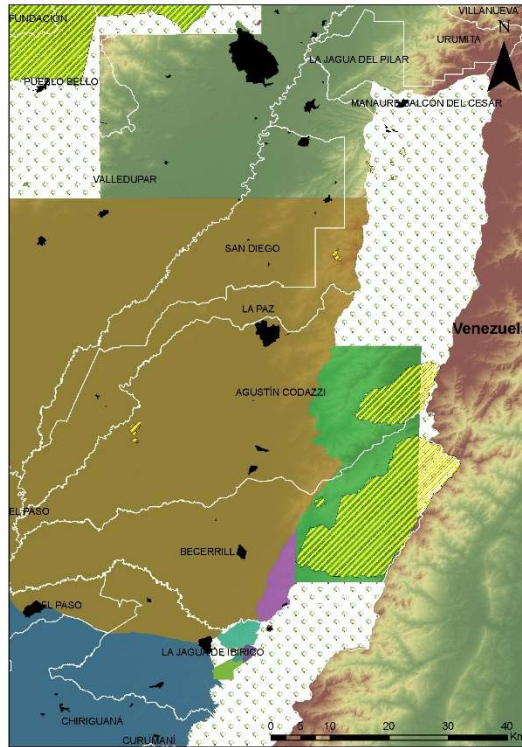 FUNDACIÓN
VILLANUEVA
URUMITA
N
LA JAGUA DEL PILAR
PUEBLO BELLO
MANAURE BALCÓN DEL CESAR
VALLEDUPAR
SAN DIEGO
LA PAZ
Venezuel
AGUSTÍN CODAZZI
EL PASO
BECERRILL
EL PASO
LA JAGUA DE IBIRICO
CHIRIGUANÁ
CURUMANÍ
0 5 10 20 30 40
Km